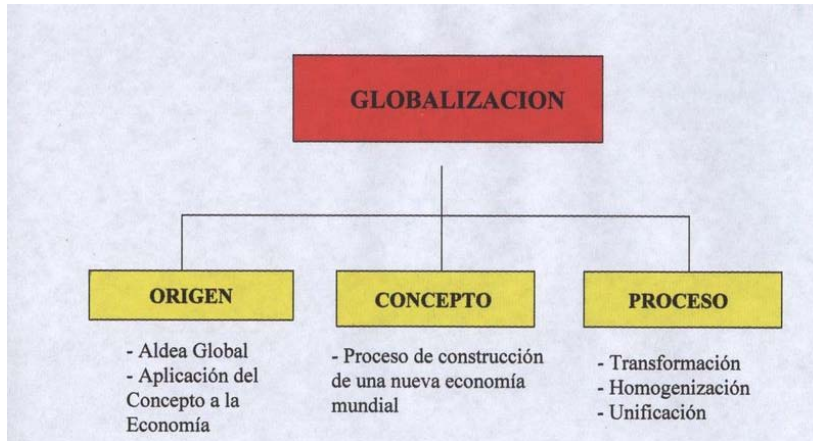 GLOBALIZACION
ORIGEN
- Aldea Global
- Aplicación del
Concepto a la
Economía
CONCEPTO
- Proceso de construcción
de una nueva economía
mundial
PROCESO
- Transformación
- Homogenización
- Unificación